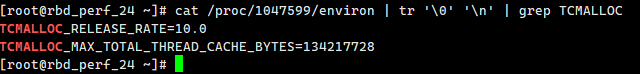 [root@rbd_perf_24 ~]# cat /proc/1047599/environ | tr '\0' '\n' | grep TCMALLOC
TCMALLOC_RELEASE_RATE=10.0
TCMALLOC_MAX_TOTAL_THREAD_CACHE_BYTES=134217728
[root@rbd_perf_24 ~]#